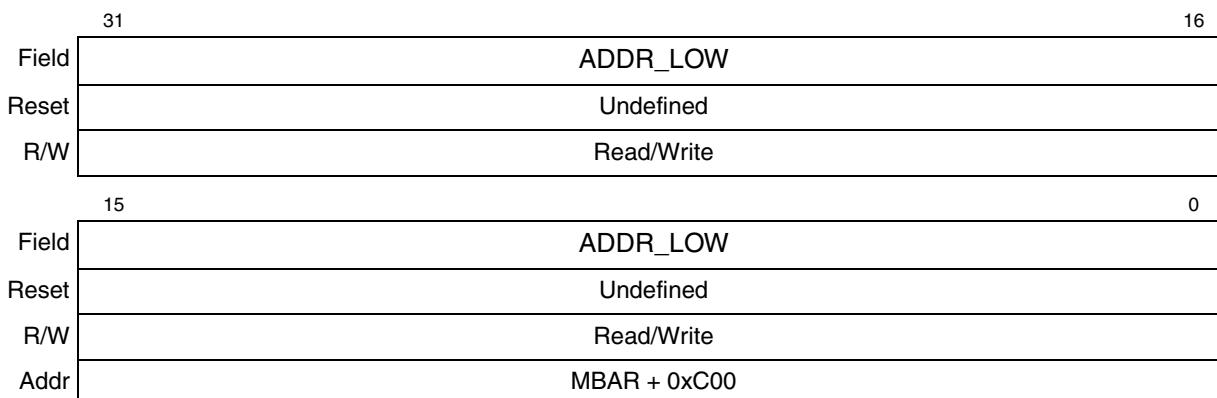 31 16
Field ADDR_LOW
Reset Undefined
R/W Read/Write
15 0
Field ADDR_LOW
Reset Undefined
R/W Read/Write
Addr MBAR + 0xC00